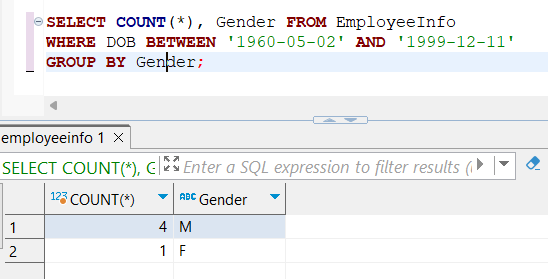 SELECT COUNT(*), Gender FROM EmployeeInfo
WHERE DOB BETWEEN '1960-05-02' AND '1999-12-11'
GROUP BY Gender;
employeeinfo 1
SELECT COUNT(*), G Enter a SQL expression to filter results (
123 COUNT(*) ABC Gender
1 4 M
2 1 F